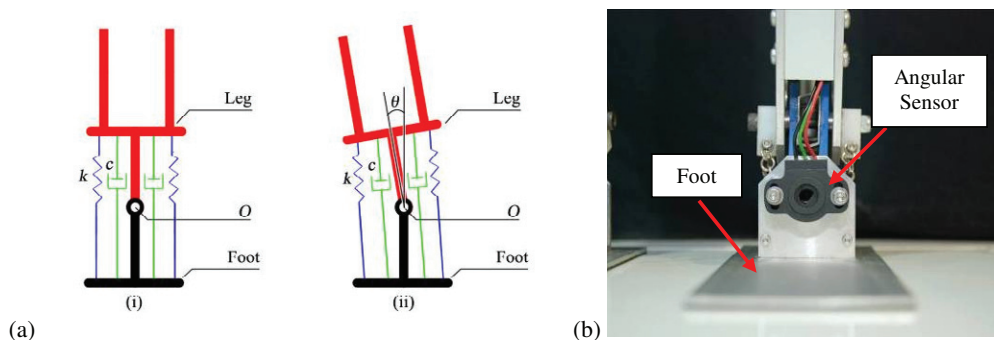 θ
Leg
Leg
c
k
c
k
O
O
Foot
Foot
(i)
(ii)
(a)
Angular
Sensor
Foot
(b)